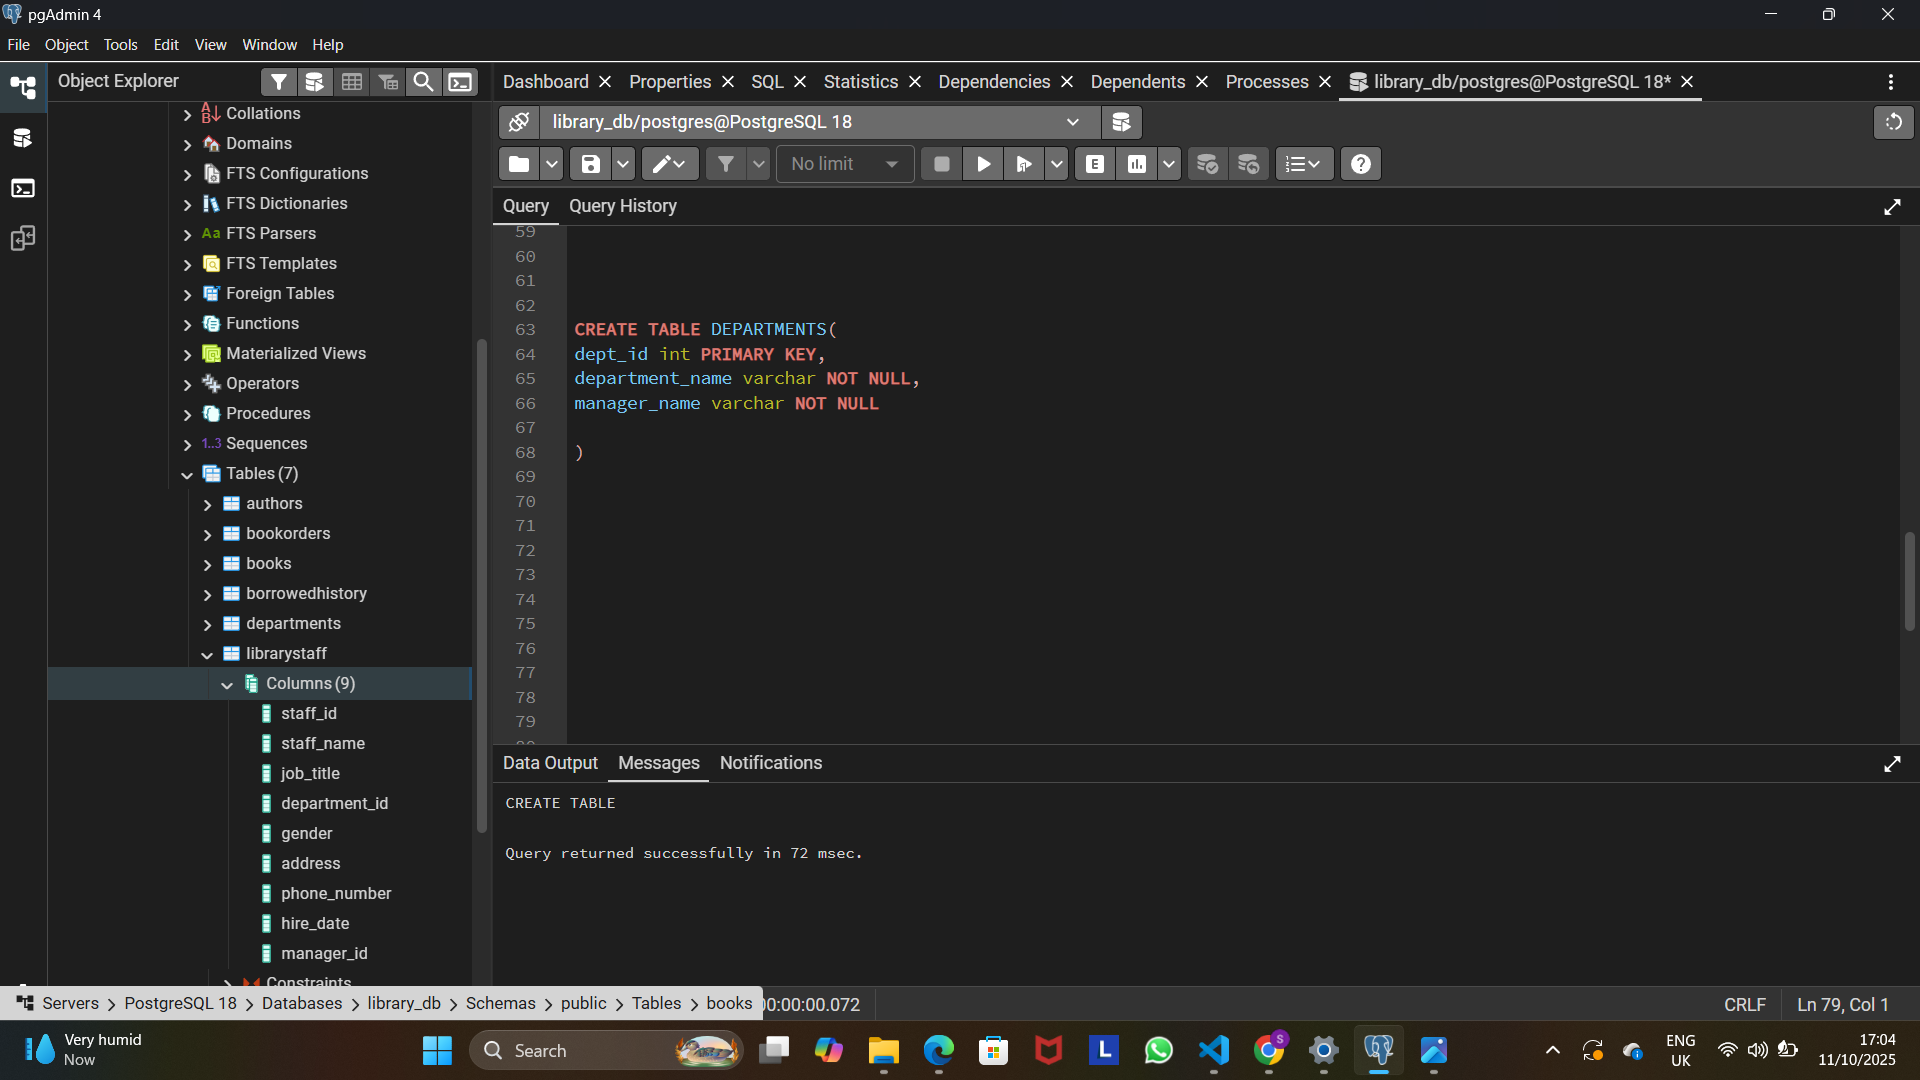 pgAdmin 4
File Object Tools Edit View Window Help
Object Explorer
Dashboard Properties SQL Statistics Dependencies Dependents Processes library_db/postgres@PostgreSQL 18*
library_db/postgres@PostgreSQL 18
No limit
E
Query Query History
Collations
Domains
FTS Configurations
FTS Dictionaries
Aa FTS Parsers
FTS Templates
Foreign Tables
Functions
Materialized Views
Operators
Procedures
1..3 Sequences
Tables (7)
authors
bookorders
books
borrowedhistory
departments
librarystaff
Columns (9)
staff_id
staff_name
job_title
department_id
gender
address
phone_number
hire_date
manager_id
Constraints
59
60
61
62
63 CREATE TABLE DEPARTMENTS(
64 dept_id int PRIMARY KEY,
65 department_name varchar NOT NULL,
66 manager_name varchar NOT NULL
67
68 )
69
70
71
72
73
74
75
76
77
78
79
Data Output Messages Notifications
CREATE TABLE
Query returned successfully in 72 msec.
Servers > PostgreSQL 18 > Databases > library_db > Schemas > public > Tables > books
00:00:00.072
CRLF Ln 79, Col 1
Very humid
Now
Search
L
S
ENG
UK
17:04
11/10/2025